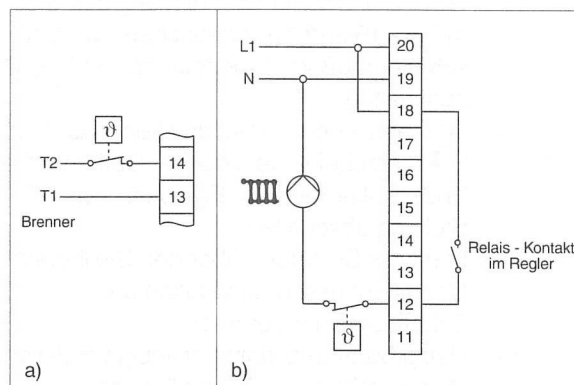 ϑ
T2
14
T1
13
Brenner
a)
L1
20
N
19
18
17
16
15
14
Relais - Kontakt
im Regler
13
12
11
ϑ
b)